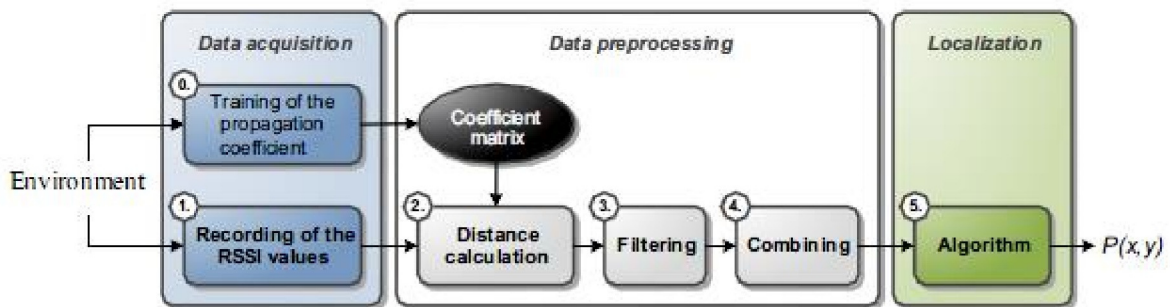 Data acquisition
Data preprocessing
Localization
0.
Training of the
propagation
coefficient
Coefficient
matrix
Environment
1.
Recording of the
RSSI values
2.
Distance
calculation
3.
Filtering
4.
Combining
5.
Algorithm
P(x,y)